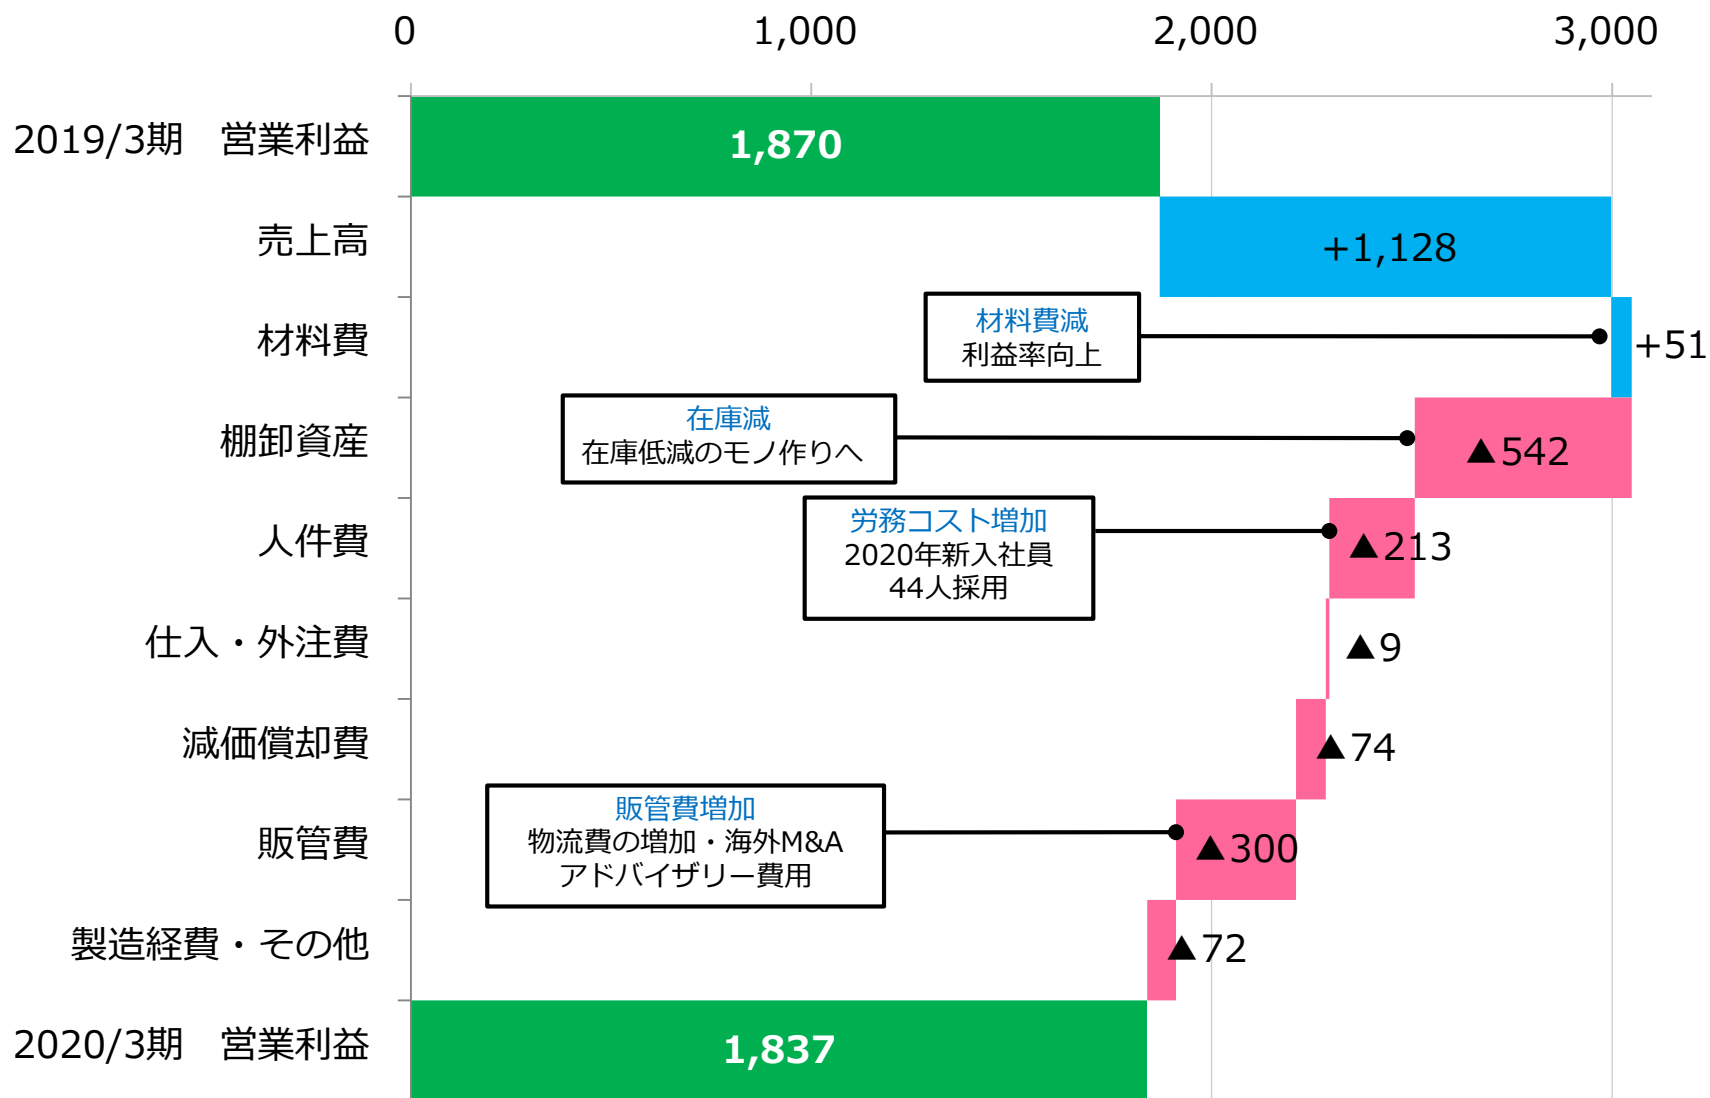 0 1,000 2,000 3,000
2019/3期　営業利益
1,870
売上高
+1,128
材料費
材料費減
利益率向上
+51
棚卸資産
在庫減
在庫低減のモノ作りへ
▲542
人件費
労務コスト増加
2020年新入社員
44人採用
▲213
仕入・外注費
▲9
減価償却費
▲74
販管費
販管費増加
物流費の増加・海外M&A
アドバイザリー費用
▲300
製造経費・その他
▲72
2020/3期　営業利益
1,837